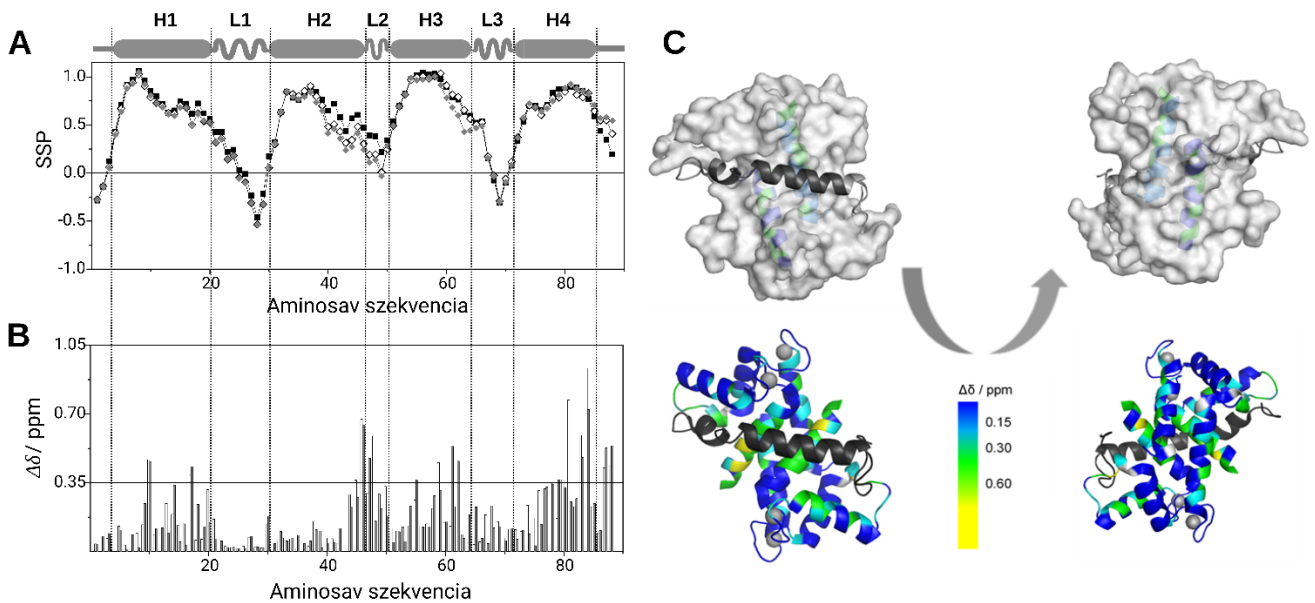 A
H1 L1 H2 L2 H3 L3 H4
1.0
0.5
0.0
-0.5
-1.0
SSP
20 40 60 80
Aminosav szekvencia
B
1.05
0.70
0.35
Δδ/ ppm
20 40 60 80
Aminosav szekvencia
C
Δδ / ppm
0.15
0.30
0.60